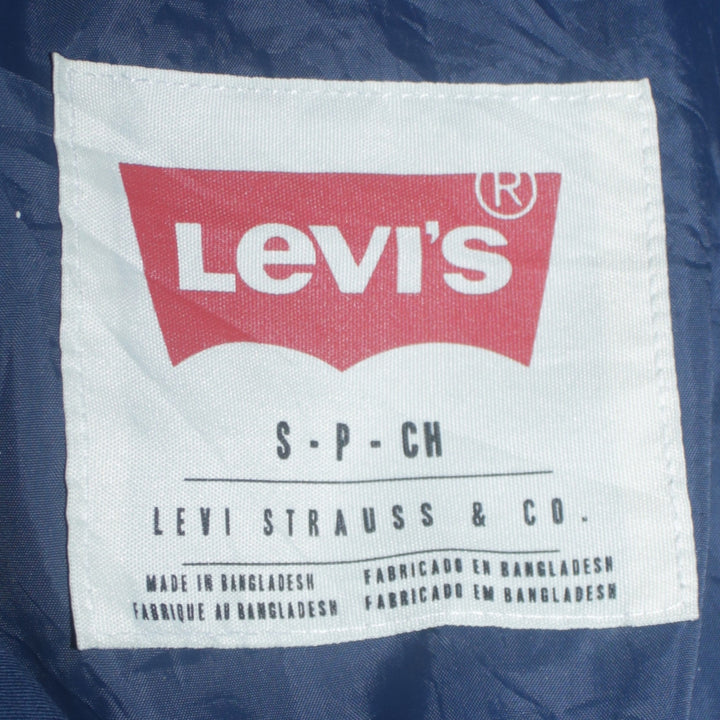 LEVI'S®
S - P - CH
LEVI STRAUSS & CO.
MADE IN BANGLADESH
FABRIQUE AU BANGLADESH
FABRICADO EN BANGLADESH
FABRICADO EM BANGLADESH